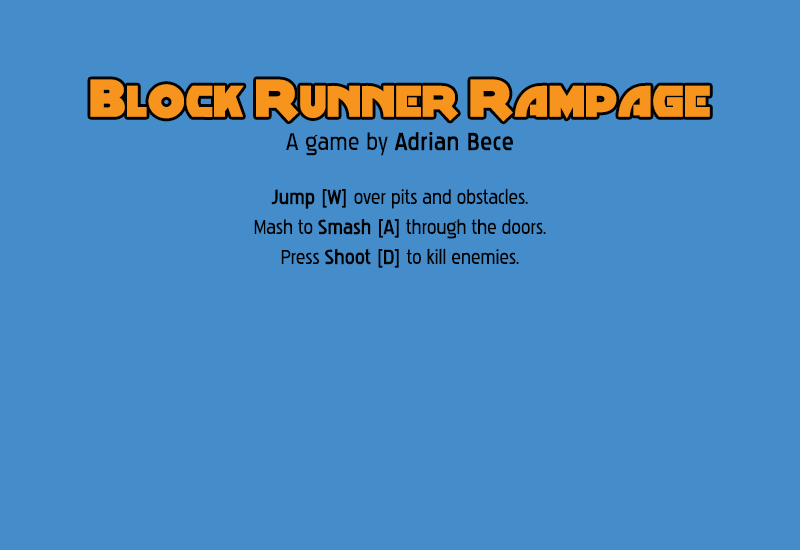 Block Runner Rampage
A game by Adrian Bece
Jump [W] over pits and obstacles.
Mash to Smash [A] through the doors.
Press Shoot [D] to kill enemies.